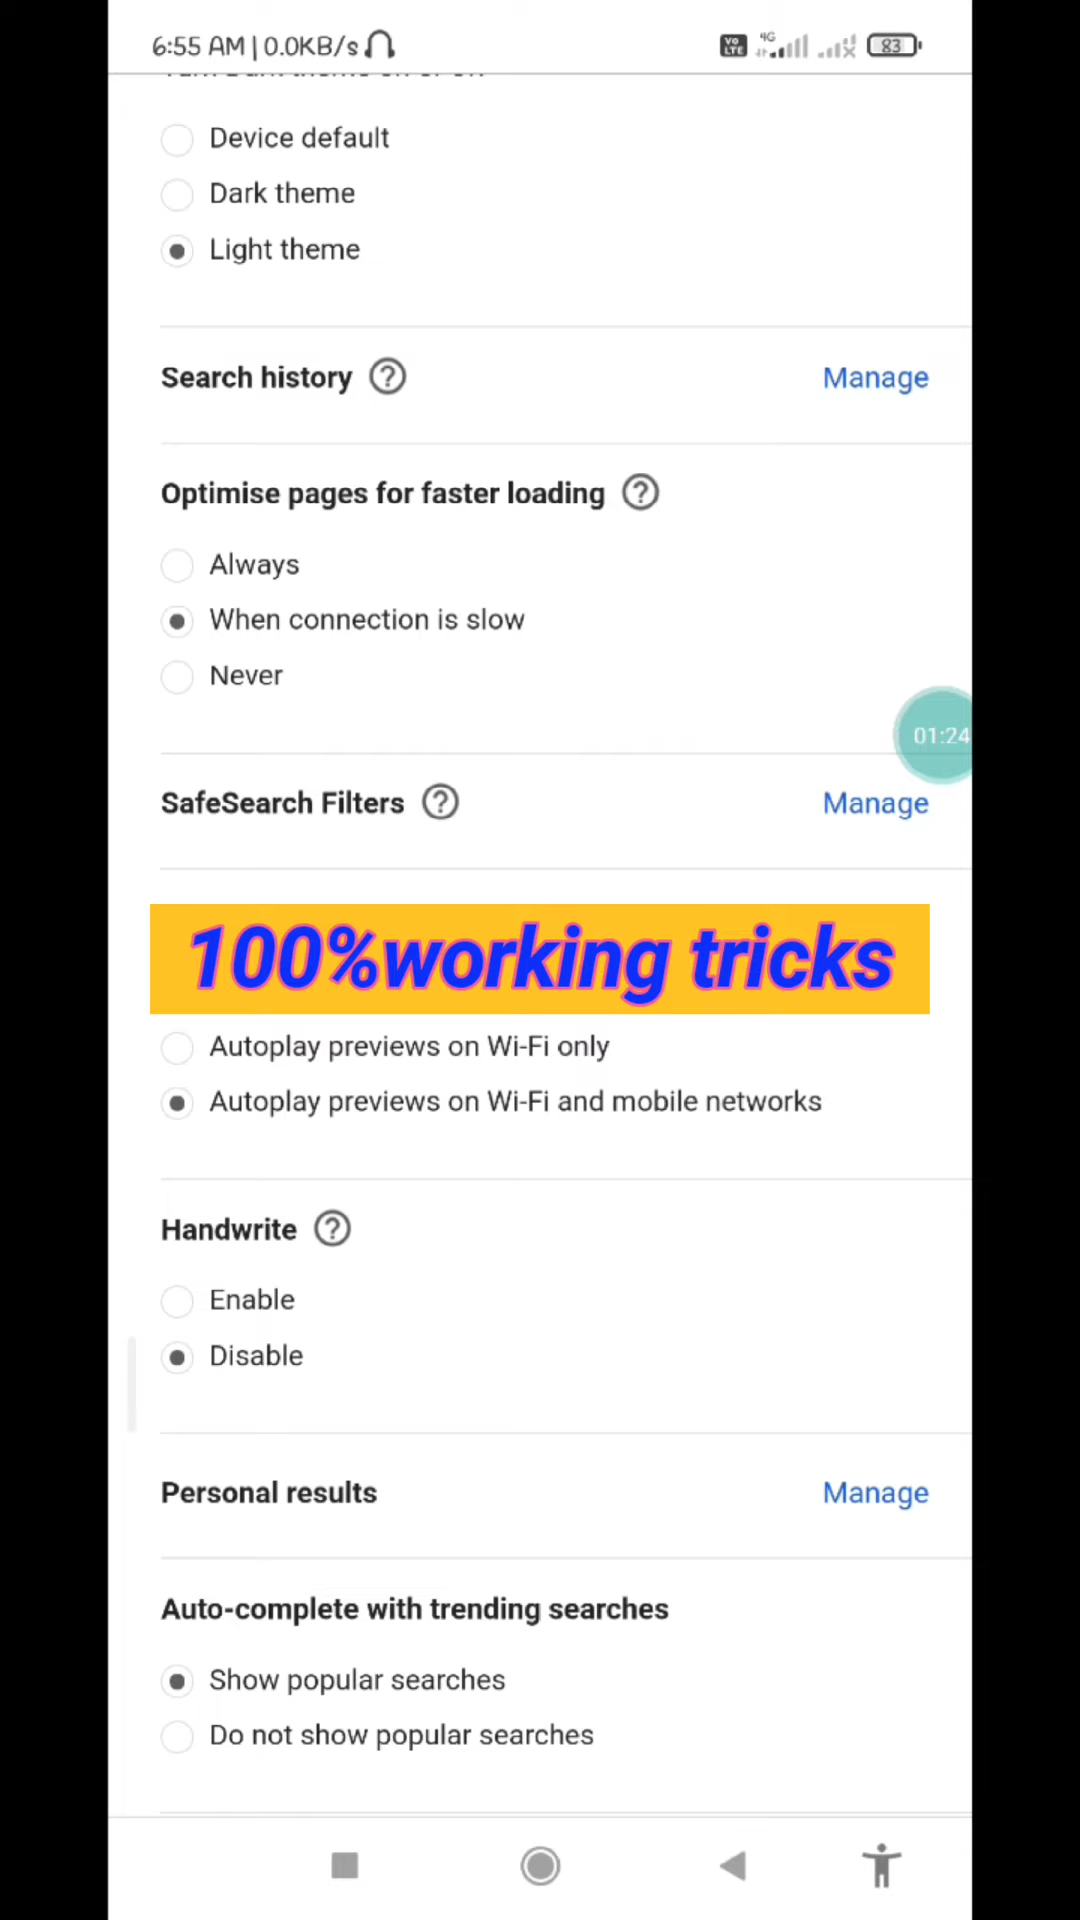 6:55 AM | 0.0KB/s
Vo LTE 4G 83
Device default
Dark theme
Light theme
Search history ? Manage
Optimise pages for faster loading ?
Always
When connection is slow
Never
01:24
SafeSearch Filters ? Manage
100%working tricks
Autoplay previews on Wi-Fi only
Autoplay previews on Wi-Fi and mobile networks
Handwrite ?
Enable
Disable
Personal results Manage
Auto-complete with trending searches
Show popular searches
Do not show popular searches